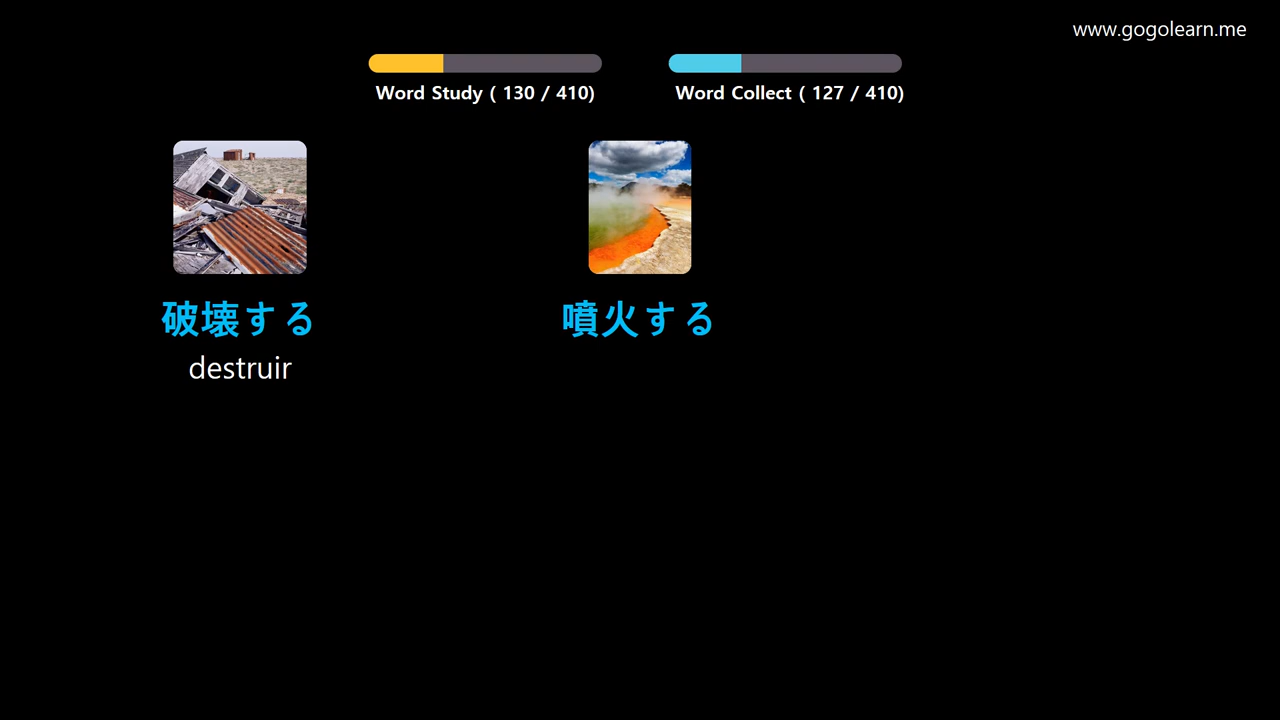 www.gogolearn.me
Word Study ( 130 / 410)
Word Collect ( 127 / 410)
破壊する
噴火する
destruir